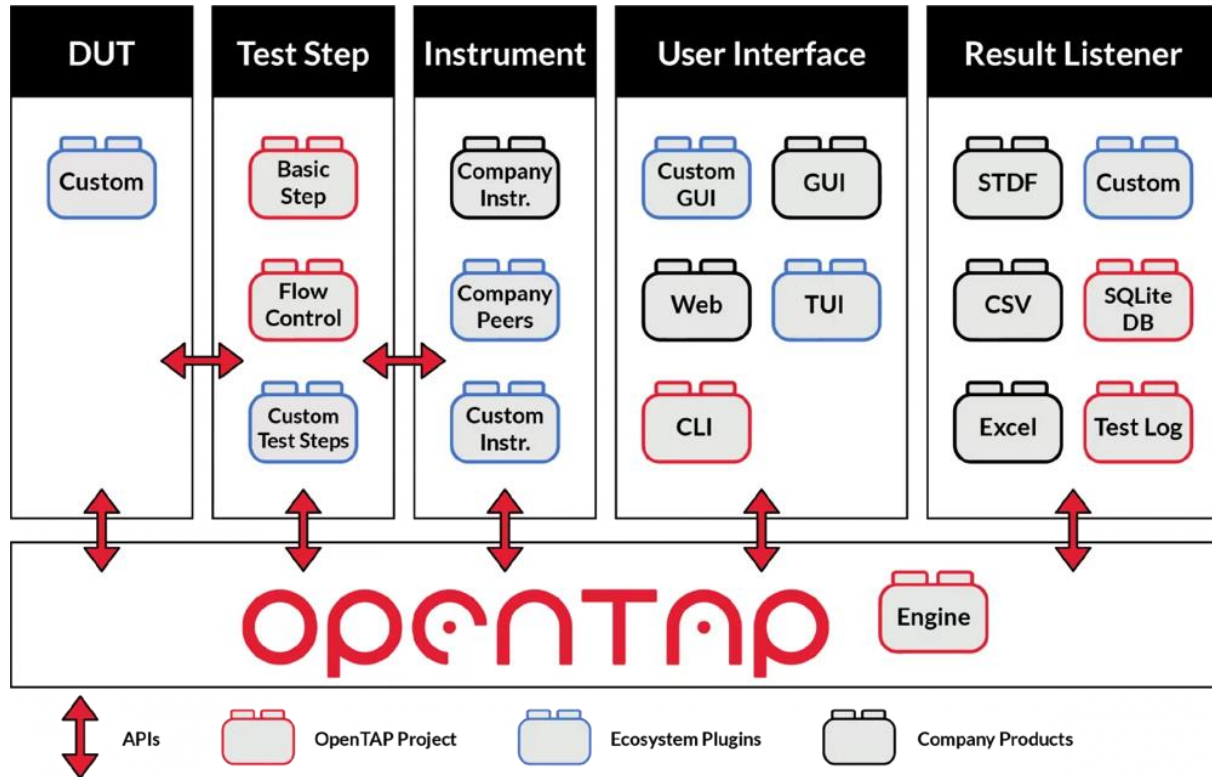 DUT
Test Step
Instrument
User Interface
Result Listener
Custom
Basic
Step
Company
Instr.
Custom
GUI
GUI
STDF
Custom
Flow
Control
Company
Peers
Web
TUI
CSV
SQLite
DB
Custom
Test Steps
Custom
Instr.
CLI
Excel
Test Log
OpenTAP
Engine
APIs
OpenTAP Project
Ecosystem Plugins
Company Products